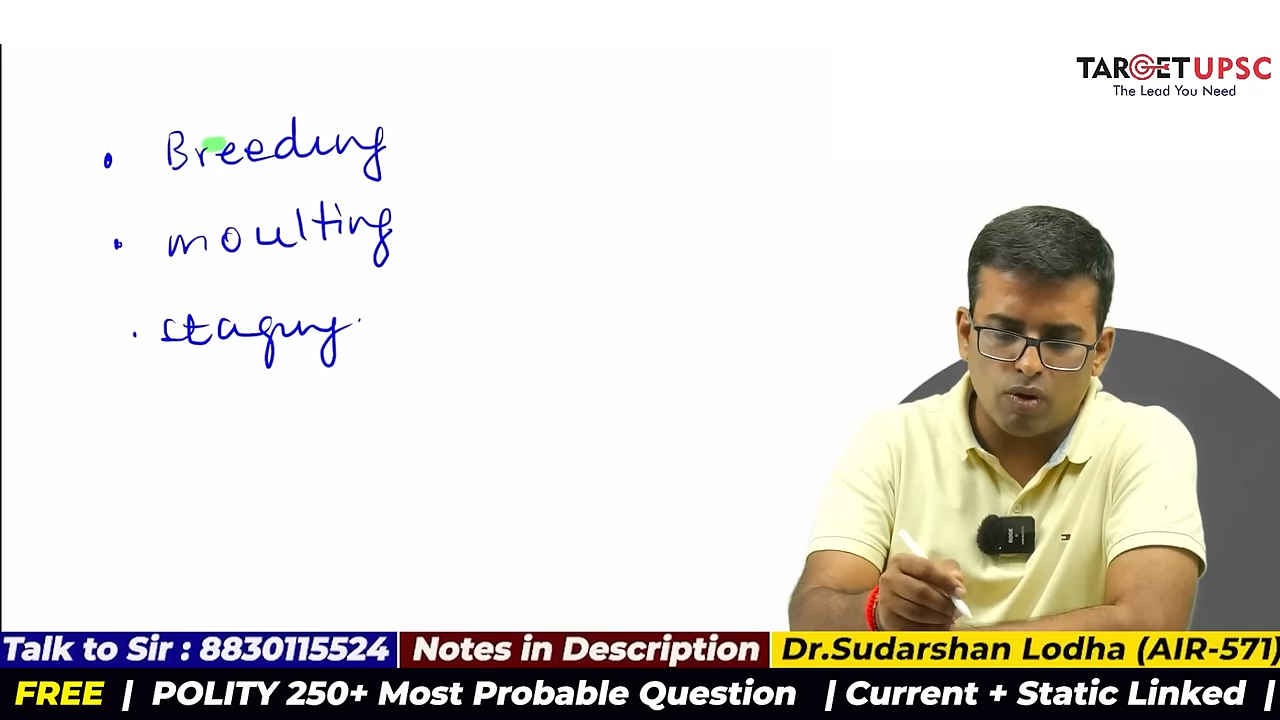 TARGET UPSC
The Lead You Need
• Breeding
• moulting
• staging
Talk to Sir : 8830115524 | Notes in Description | Dr.Sudarshan Lodha (AIR-571)
FREE | POLITY 250+ Most Probable Question | Current + Static Linked |